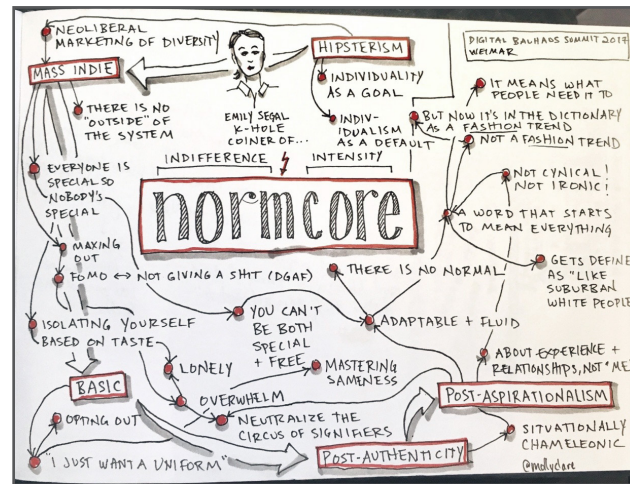 NEOLIBERAL
MARKETING OF DIVERSITY
MASS INDIE
THERE IS NO
"OUTSIDE" OF
THE SYSTEM
EMILY SEGAL
K-HOLE
COINER OF...
HIPSTERISM
INDIVIDUALITY
AS A GOAL
INDIV-
IDUALISM
AS A DEFAULT
DIGITAL BAUHAUS SUMMIT 2017
WEIMAR
IT MEANS WHAT
PEOPLE NEED IT TO
BUT NOW IT'S IN THE DICTIONARY
AS A FASHION TREND
NOT A FASHION TREND
INDIFFERENCE
INTENSITY
normcore
EVERYONE IS
SPECIAL SO
NOBODY'S
SPECIAL
NOT CYNICAL!
NOT IRONIC!
A WORD THAT STARTS
TO MEAN EVERYTHING
MAXING
OUT
FOMO ↔ NOT GIVING A SHIT (DGAF)
THERE IS NO NORMAL
GETS DEFINE
AS "LIKE
SUBURBAN
WHITE PEOPLE
ISOLATING YOURSELF
BASED ON TASTE
YOU CAN'T
BE BOTH
SPECIAL
+ FREE
ADAPTABLE + FLUID
LONELY
MASTERING
SAMENESS
ABOUT EXPERIENCE +
RELATIONSHIPS, NOT "ME
BASIC
OVERWHELM
POST-ASPIRATIONALISM
OPTING OUT
NEUTRALIZE THE
CIRCUS OF SIGNIFIERS
SITUATIONALLY
CHAMELEONIC
"I JUST WANT A UNIFORM"
POST-AUTHENTICITY
@mollyclare